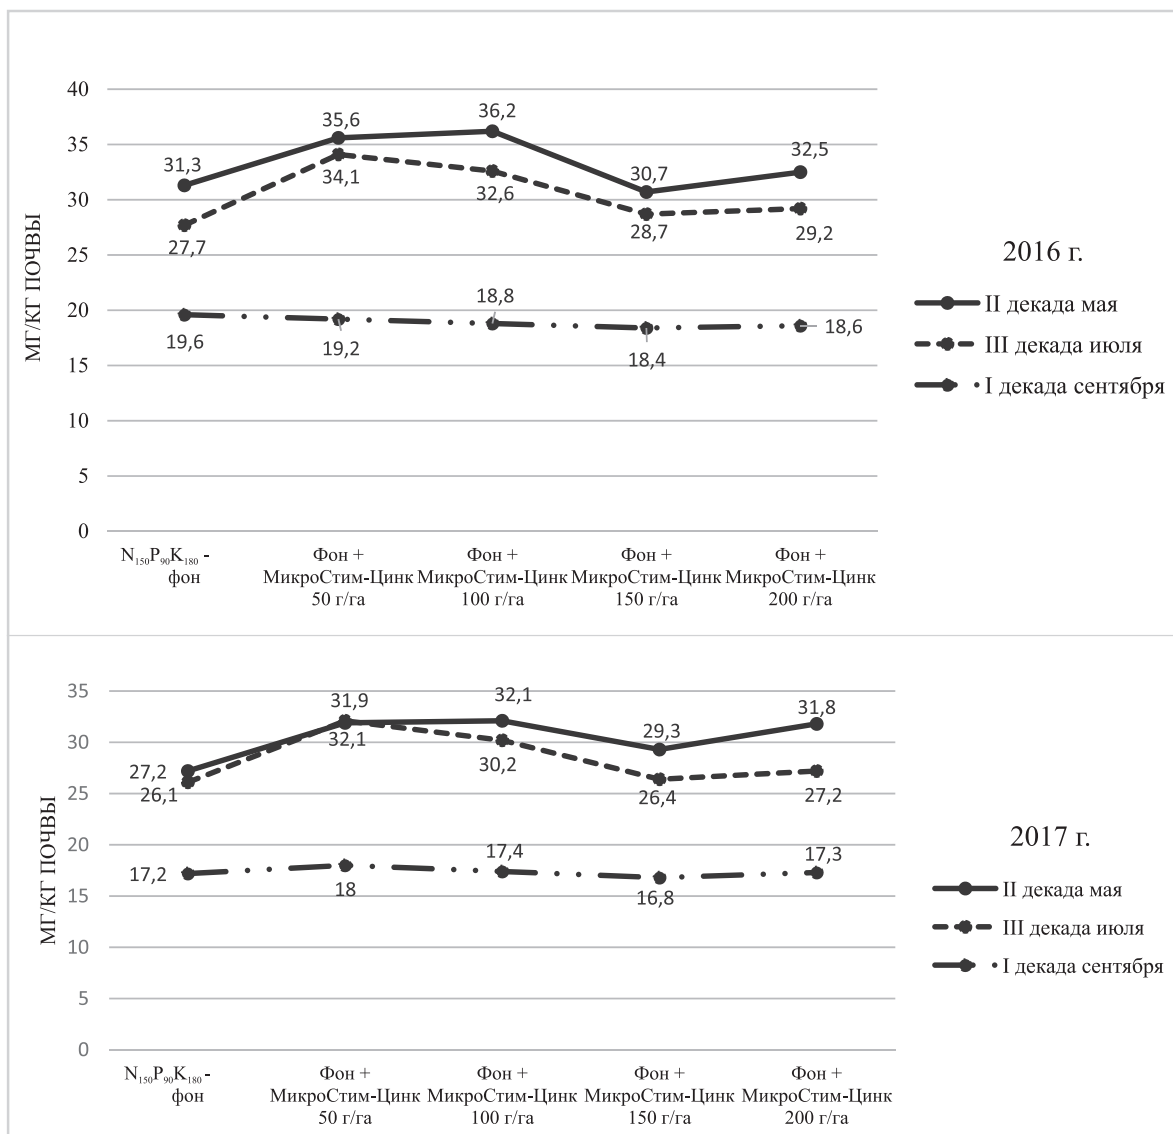 40
35
30
25
20
15
10
5
0
МГ/КГ ПОЧВЫ
31,3
35,6
36,2
30,7
32,5
27,7
34,1
32,6
28,7
29,2
19,6
19,2
18,8
18,4
18,6
N₁₅₀P₉₀K₁₈₀ -
фон
Фон +
МикроСтим-Цинк
50 г/га
Фон +
МикроСтим-Цинк
100 г/га
Фон +
МикроСтим-Цинк
150 г/га
Фон +
МикроСтим-Цинк
200 г/га
2016 г.
II декада мая
III декада июля
I декада сентября
35
30
25
20
15
10
5
0
МГ/КГ ПОЧВЫ
27,2
31,9
32,1
29,3
31,8
26,1
32,1
30,2
26,4
27,2
17,2
18
17,4
16,8
17,3
N₁₅₀P₉₀K₁₈₀ -
фон
Фон +
МикроСтим-Цинк
50 г/га
Фон +
МикроСтим-Цинк
100 г/га
Фон +
МикроСтим-Цинк
150 г/га
Фон +
МикроСтим-Цинк
200 г/га
2017 г.
II декада мая
III декада июля
I декада сентября